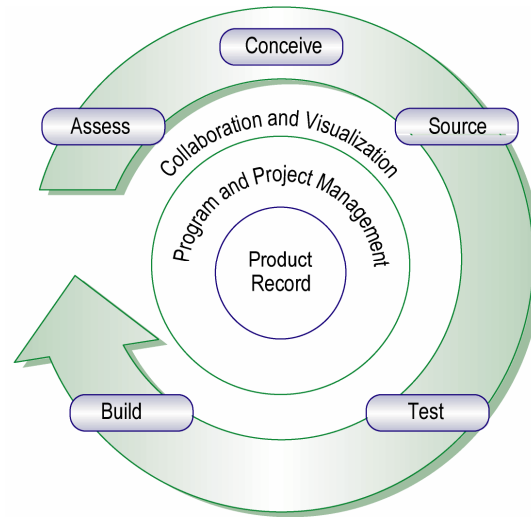 Conceive
Assess
Source
Collaboration and Visualization
Program and Project Management
Product
Record
Build
Test